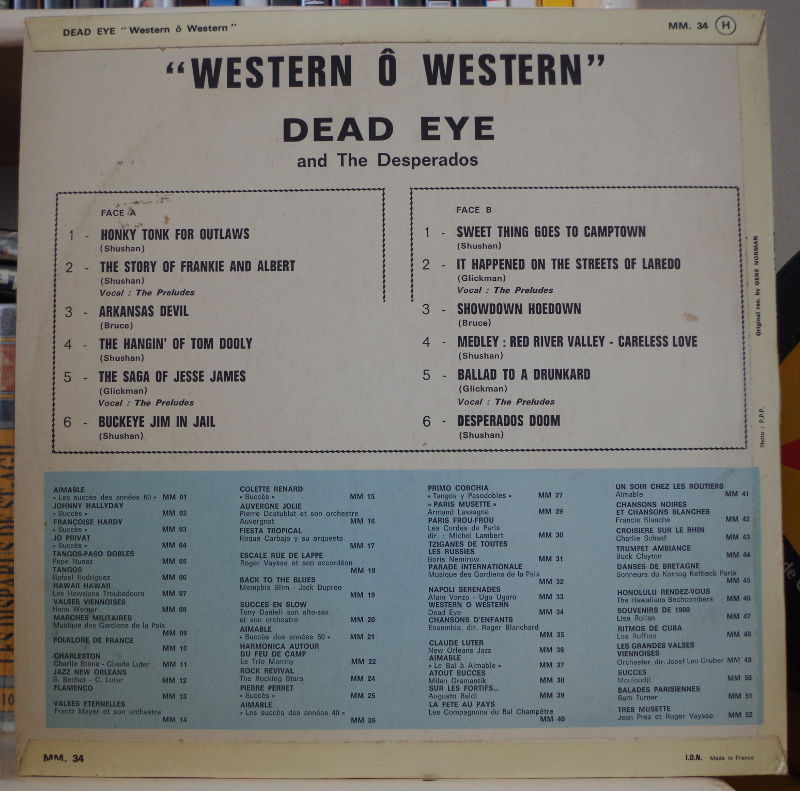 DEAD EYE "Western ô Western"
MM. 34 H
"WESTERN Ô WESTERN"
DEAD EYE
and The Desperados
FACE A
1 - HONKY TONK FOR OUTLAWS
(Shushan)
2 - THE STORY OF FRANKIE AND ALBERT
(Shushan)
Vocal : The Preludes
3 - ARKANSAS DEVIL
(Bruce)
4 - THE HANGIN' OF TOM DOOLY
(Shushan)
5 - THE SAGA OF JESSE JAMES
(Glickman)
Vocal : The Preludes
6 - BUCKEYE JIM IN JAIL
(Shushan)
FACE B
1 - SWEET THING GOES TO CAMPTOWN
(Shushan)
2 - IT HAPPENED ON THE STREETS OF LAREDO
(Glickman)
Vocal : The Preludes
3 - SHOWDOWN HOEDOWN
(Bruce)
4 - MEDLEY : RED RIVER VALLEY - CARELESS LOVE
(Shushan)
5 - BALLAD TO A DRUNKARD
(Glickman)
Vocal : The Preludes
6 - DESPERADOS DOOM
(Shushan)
Original rec. by GENE NORMAN
Photo : P.P.P.
AIMABLE
« Les succès des années 60 » MM 01
JOHNNY HALLYDAY
« Succès » MM 02
FRANÇOISE HARDY
« Succès » MM 03
JO PRIVAT
« Succès » MM 04
TANGOS-PASO DOBLES
Pepe Nunez MM 05
TANGOS
Rafael Rodriguez MM 06
HAWAII HAWAII
Les Hawaiians Troubadours MM 07
VALSES VIENNOISES
Hans Werner MM 08
MARCHES MILITAIRES
Musique des Gardiens de la Paix
MM 09
FOLKLORE DE FRANCE
MM 10
CHARLESTON
Charlie Stone - Claude Luter MM 11
JAZZ NEW ORLEANS
S. Bechet - C. Luter MM 12
FLAMENCO
MM 13
VALSES ETERNELLES
Frantz Mayer et son orchestre
MM 14
COLETTE RENARD
« Succès » MM 15
AUVERGNE JOLIE
Pierre Destublat et son orchestre
Auvergnat MM 16
FIESTA TROPICAL
Roque Carbajo y su orquesta
MM 17
ESCALE RUE DE LAPPE
Roger Vaysse et son accordéon
MM 18
BACK TO THE BLUES
Memphis Slim - Jack Dupree
MM 19
SUCCES EN SLOW
Tony Daniell son alto-sax
et son orchestre MM 20
AIMABLE
« Succès des années 50 » MM 21
HARMONICA AUTOUR
DU FEU DE CAMP
Le Trio Marnhy MM 22
ROCK REVIVAL
The Rocking Stars MM 24
PIERRE PERRET
« Succès » MM 25
AIMABLE
« Les succès des années 40 »
MM 26
PRIMO CORCHIA
« Tangos y Pasodobles » MM 27
« PARIS MUSETTE »
Armand Lassagne MM 29
PARIS FROU-FROU
Les Cordes de Paris
dir. : Michel Lambert MM 30
TZIGANES DE TOUTES
LES RUSSIES
Boris Nemirow MM 31
PARADE INTERNATIONALE
Musique des Gardiens de la Paix
MM 32
NAPOLI SERENADES
Alain Vanzo - Ugo Ugaro MM 33
WESTERN O WESTERN
Dead Eye MM 34
CHANSONS D'ENFANTS
Ensemble, dir. Roger Blanchard
MM 35
CLAUDE LUTER
New Orleans Jazz MM 36
AIMABLE
« Le Bal à Aimable » MM 37
ATOUT SUCCES
Milan Gramantik MM 38
SUR LES FORTIFS...
Augusto Baldi MM 39
LA FETE AU PAYS
Les Compagnons du Bal Champêtre
MM 40
UN SOIR CHEZ LES ROUTIERS
Aimable MM 41
CHANSONS NOIRES
ET CHANSONS BLANCHES
Francis Blanche MM 42
CROISIERE SUR LE RHIN
Charlie Schaaf MM 43
TRUMPET AMBIANCE
Buck Clayton MM 44
DANSES DE BRETAGNE
Sonneurs du Kornog Keltieck Paris
MM 45
HONOLULU RENDEZ-VOUS
The Hawaiians Beachcombers MM 46
SOUVENIRS DE 1900
Lisa Rollan MM 47
RITMOS DE CUBA
Los Ruffino MM 48
LES GRANDES VALSES
VIENNOISES
Orchester, dir. Josef Len Gruber MM 49
SUCCES
Mouloudji MM 50
BALADES PARISIENNES
Sam Turner MM 51
TRES MUSETTE
Jean Prez et Roger Vaysse MM 52
MM. 34
I.D.N. Made in France